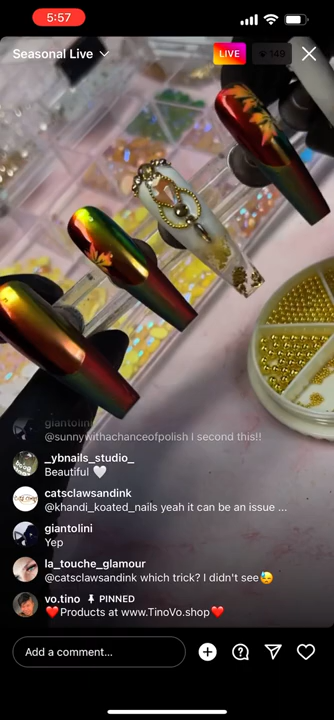 5:57
Seasonal Live
LIVE
149
giantolini
@sunnywithachanceofpolish I second this!!
_ybnails_studio_
Beautiful 🤍
catsclawsandink
@khandi_koated_nails yeah it can be an issue ...
giantolini
Yep
la_touche_glamour
@catsclawsandink which trick? I didn't see😓
vo.tino PINNED
❤️Products at www.TinoVo.shop❤️
Add a comment...